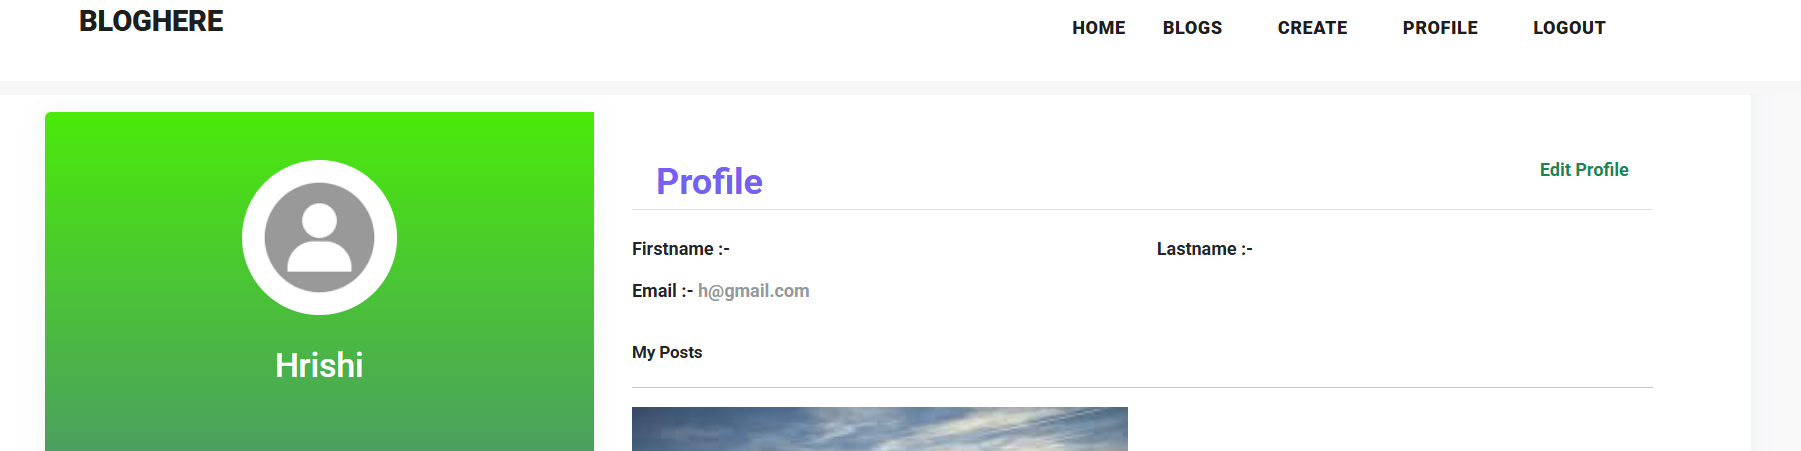 BLOGHERE
HOME BLOGS CREATE PROFILE LOGOUT
Hrishi
Profile
Edit Profile
Firstname :-
Lastname :-
Email :- h@gmail.com
My Posts